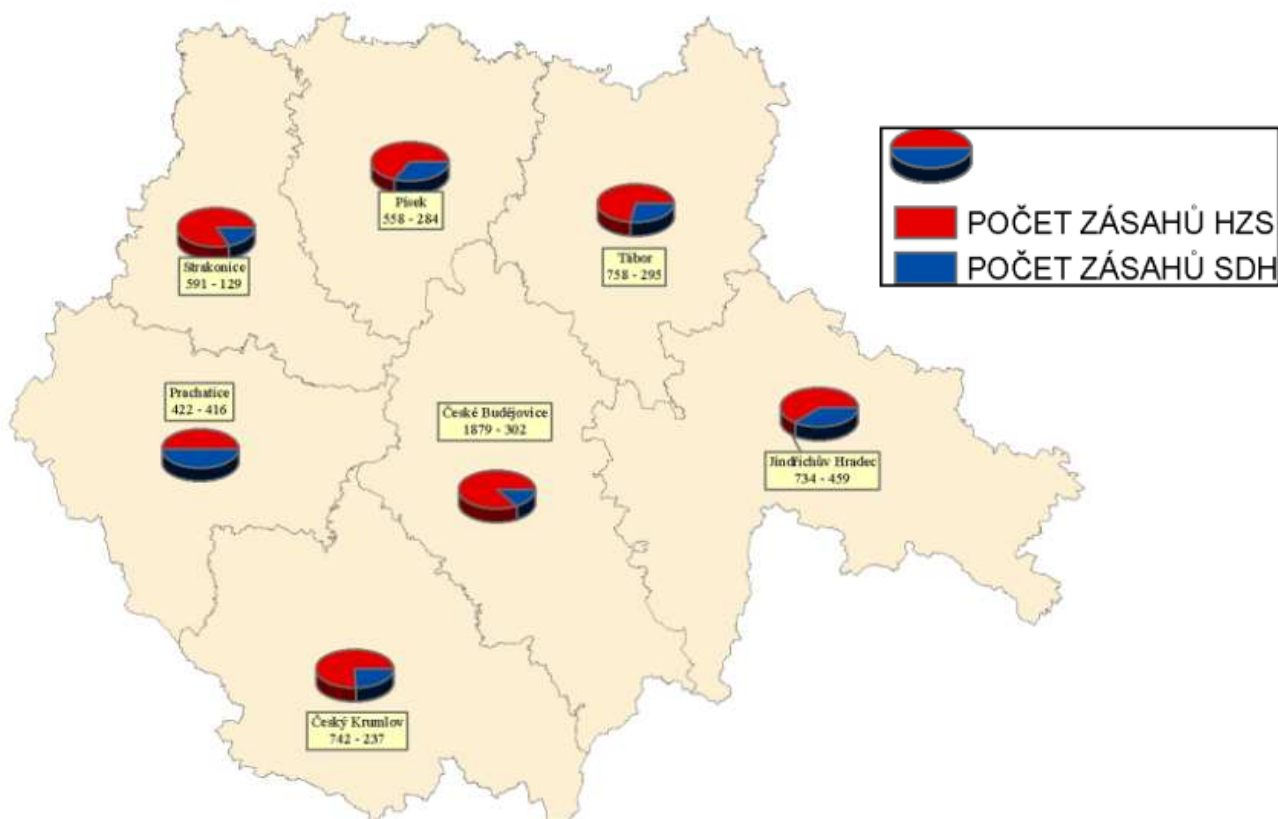 Písek
558 - 284
Strakonice
591 - 129
Tábor
758 - 295
POČET ZÁSAHŮ HZS
POČET ZÁSAHŮ SDH
Prachatice
422 - 416
České Budějovice
1879 - 302
Jindřichův Hradec
734 - 459
Český Krumlov
742 - 237